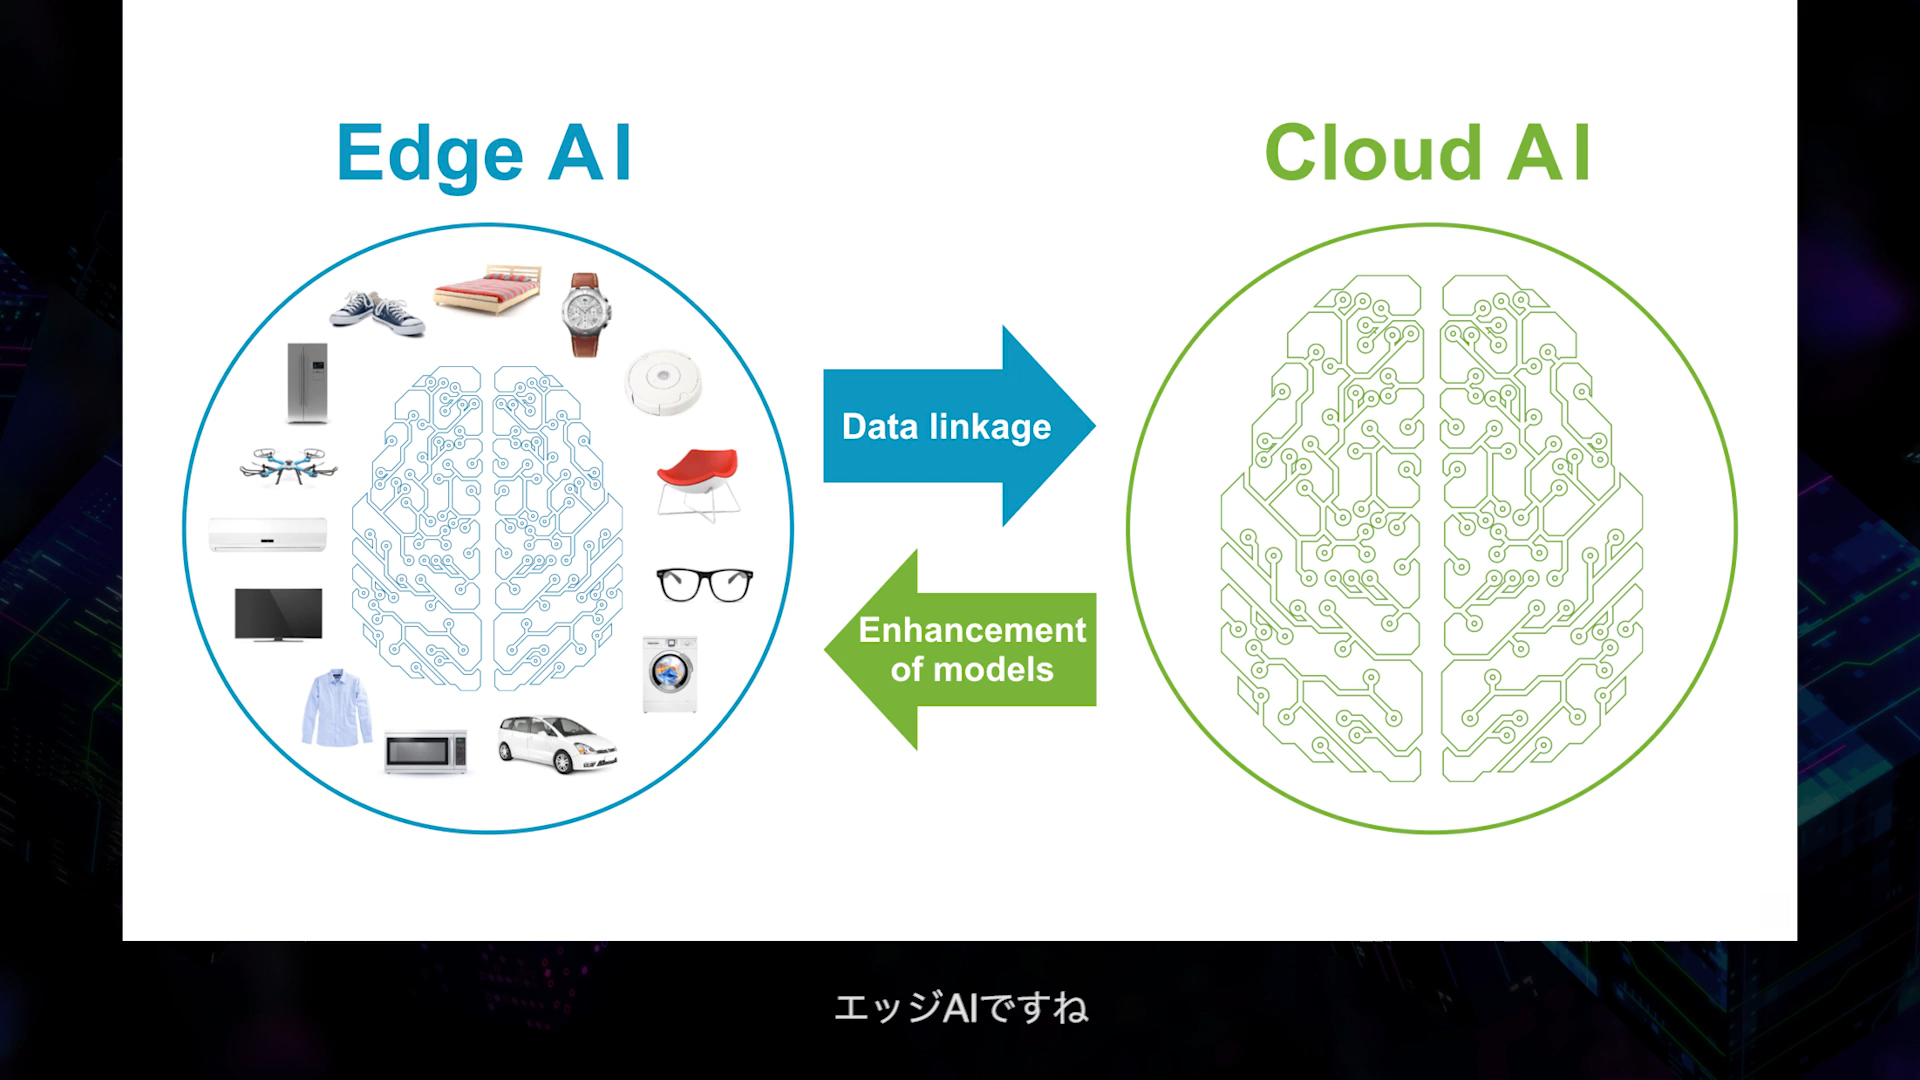 Edge AI
Cloud AI
Data linkage
Enhancement
of models
エッジAIですね